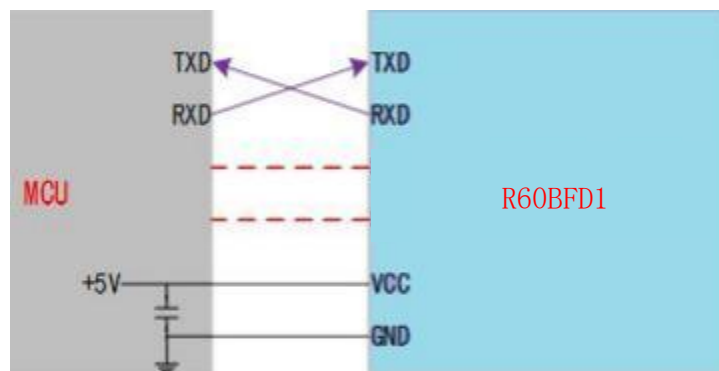 TXD TXD
RXD RXD
MCU R60BFD1
+5V VCC
GND